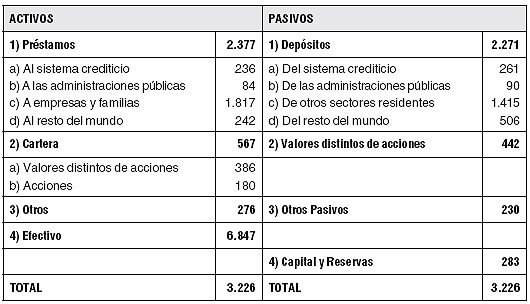 ACTIVOS PASIVOS
1) Préstamos 2.377 1) Depósitos 2.271
a) Al sistema crediticio 236 a) Del sistema crediticio 261
b) A las administraciones públicas 84 b) De las administraciones públicas 90
c) A empresas y familias 1.817 c) De otros sectores residentes 1.415
d) Al resto del mundo 242 d) Del resto del mundo 506
2) Cartera 567 2) Valores distintos de acciones 442
a) Valores distintos de acciones 386
b) Acciones 180
3) Otros 276 3) Otros Pasivos 230
4) Efectivo 6.847
4) Capital y Reservas 283
TOTAL 3.226 TOTAL 3.226